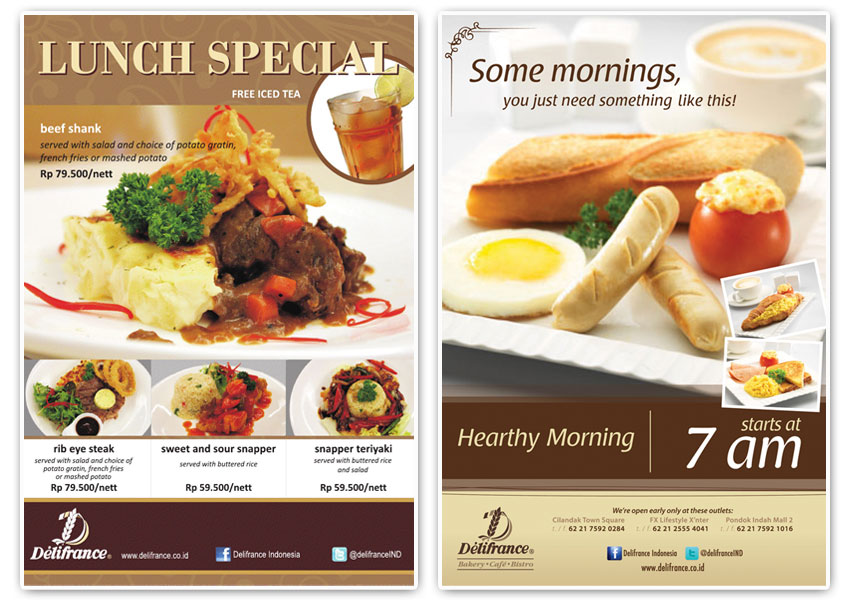 LUNCH SPECIAL
FREE ICED TEA
beef shank
served with salad and choice of potato gratin,
french fries or mashed potato
Rp 79.500/nett
rib eye steak
served with salad and choice of
potato gratin, french fries
or mashed potato
Rp 79.500/nett
sweet and sour snapper
served with buttered rice
Rp 59.500/nett
snapper teriyaki
served with buttered rice
and salad
Rp 59.500/nett
Délifrance®
www.delifrance.co.id
Delifrance Indonesia
@delifranceIND
Some mornings,
you just need something like this!
Hearthy Morning
starts at
7 am
We're open early only at these outlets:
Cilandak Town Square
t. / f. 62 21 7592 0284
FX Lifestyle X'nter
t. / f. 62 21 2555 4041
Pondok Indah Mall 2
t. / f. 62 21 7592 1016
Délifrance®
Bakery • Café • Bistro
Delifrance Indonesia
@delifranceIND
www.delifrance.co.id